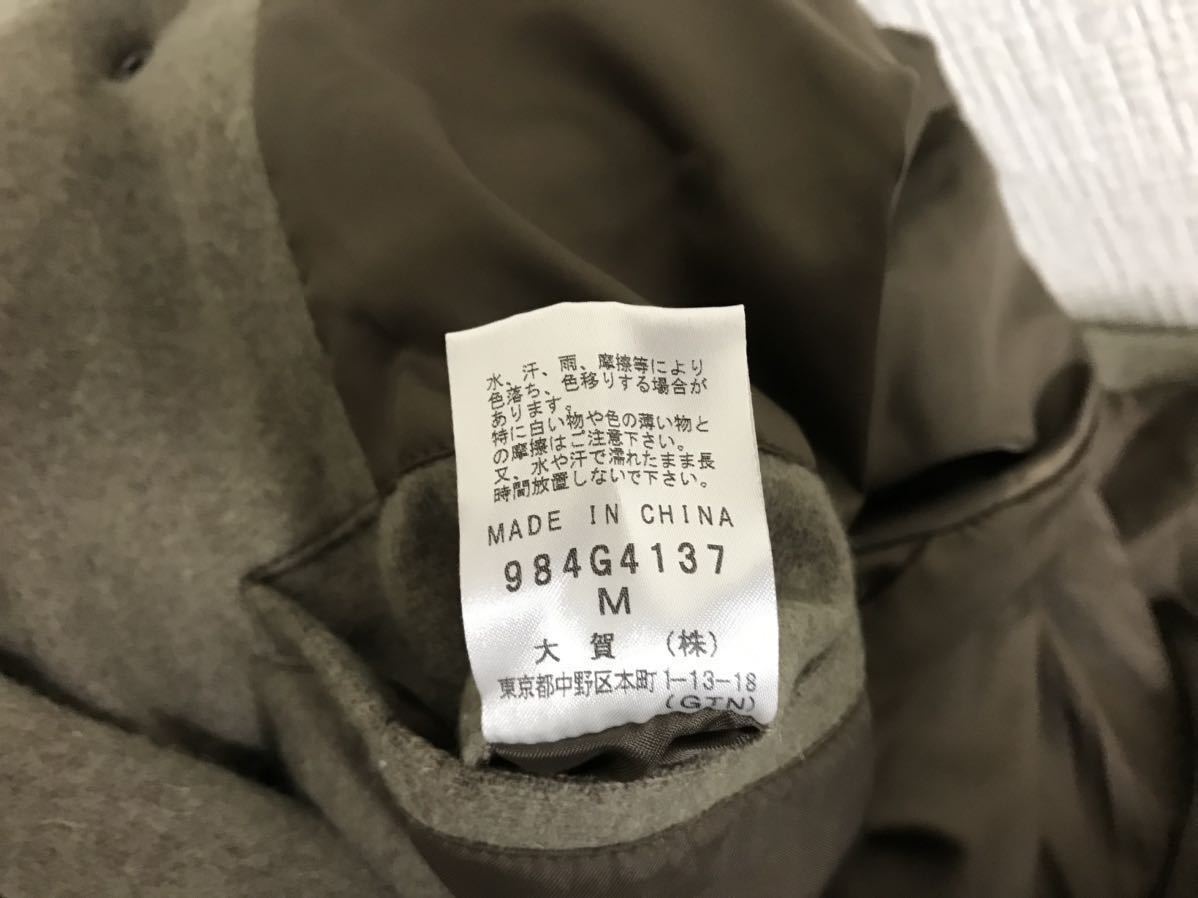 水、汗、雨、摩擦等により
色落ち、色移りする場合が
あります。
特に白い物や色の薄い物と
の摩擦はご注意下さい。
又、水や汗で濡れたまま長
時間放置しないで下さい。
MADE IN CHINA
984G4137
M
大賀 (株)
東京都中野区本町1-13-18
(GTN)